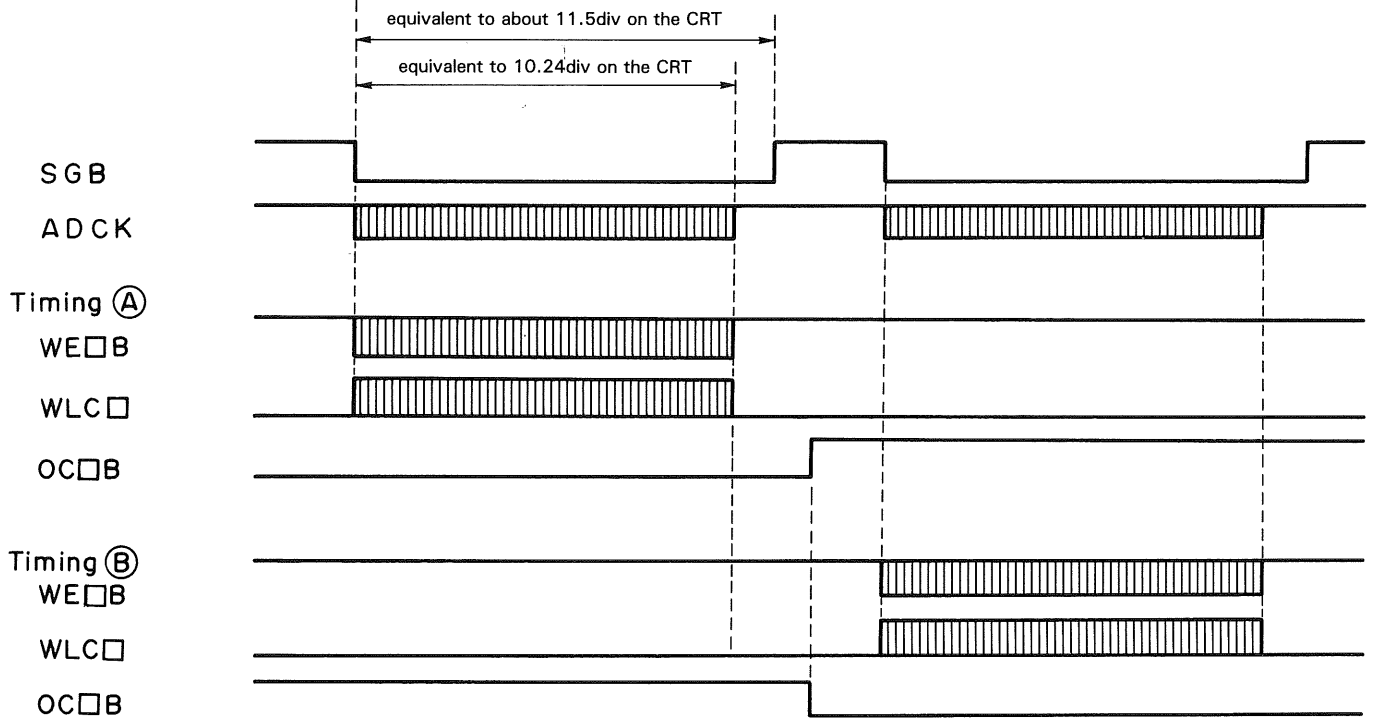 equivalent to about 11.5div on the CRT
equivalent to 10.24div on the CRT
SGB
ADCK
Timing Ⓐ
WE□B
WLC□
OC□B
Timing Ⓑ
WE□B
WLC□
OC□B